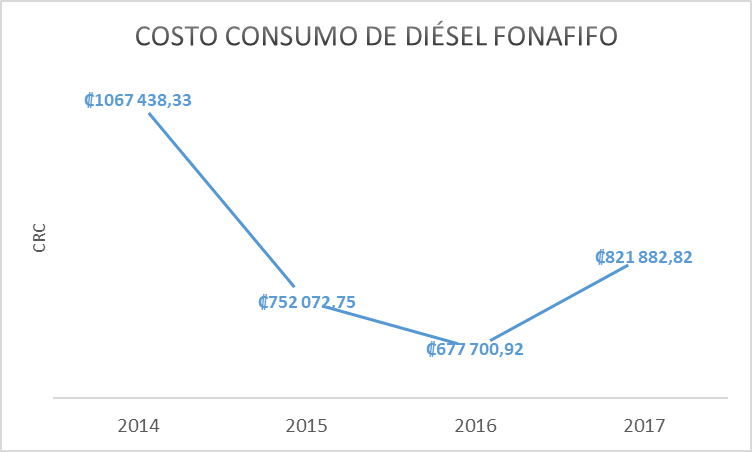 COSTO CONSUMO DE DIÉSEL FONAFIFO
₡1067 438,33
₡821 882,82
CRC
₡752 072,75
₡677 700,92
2014 2015 2016 2017